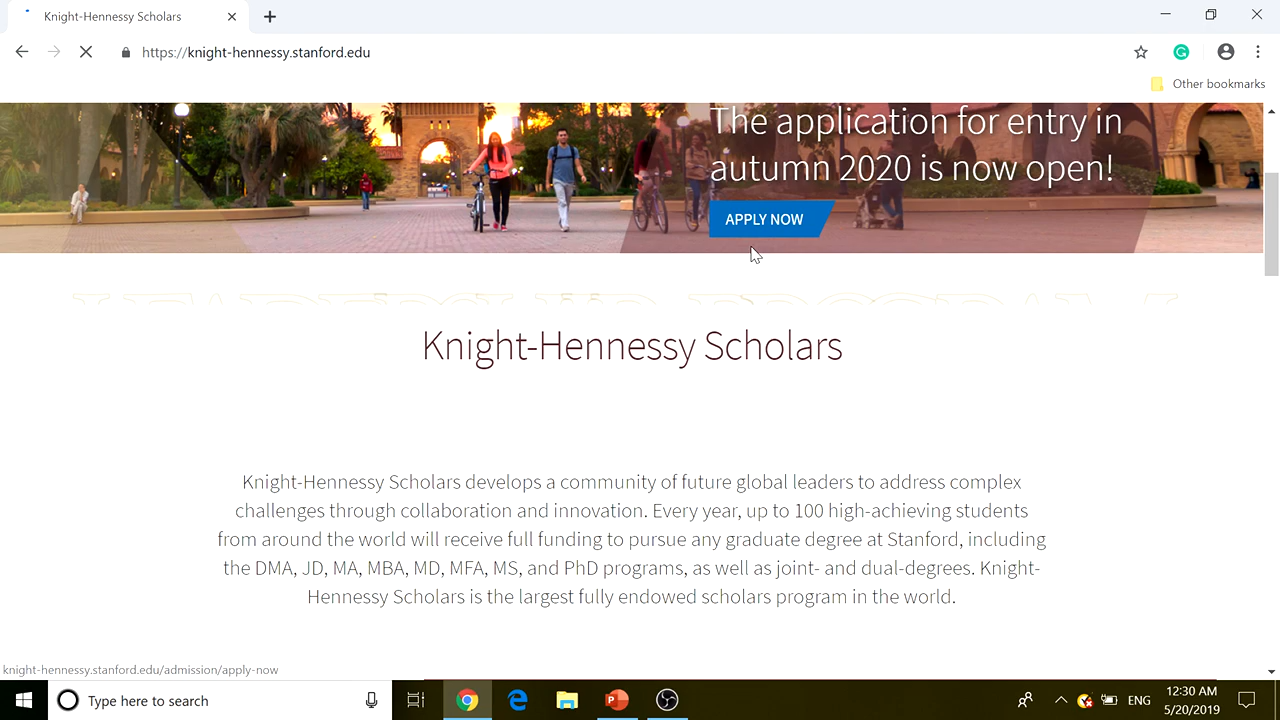 Knight-Hennessy Scholars
https://knight-hennessy.stanford.edu
Other bookmarks
The application for entry in
autumn 2020 is now open!
APPLY NOW
LEADERSHIP PROGRAM
Knight-Hennessy Scholars
Knight-Hennessy Scholars develops a community of future global leaders to address complex
challenges through collaboration and innovation. Every year, up to 100 high-achieving students
from around the world will receive full funding to pursue any graduate degree at Stanford, including
the DMA, JD, MA, MBA, MD, MFA, MS, and PhD programs, as well as joint- and dual-degrees. Knight-
Hennessy Scholars is the largest fully endowed scholars program in the world.
knight-hennessy.stanford.edu/admission/apply-now
Type here to search
ENG
12:30 AM
5/20/2019